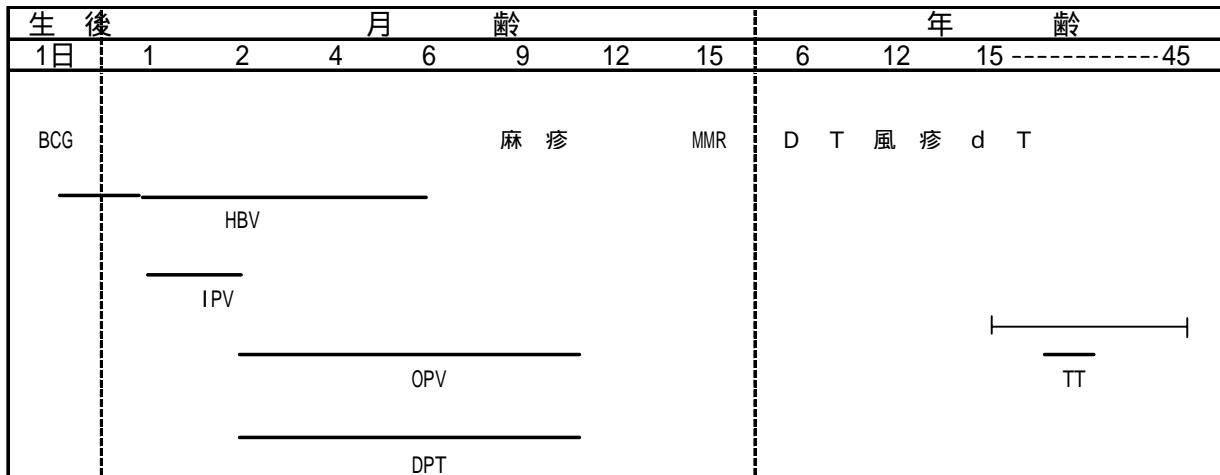 生 後 月 齢 年 齢
1日 1 2 4 6 9 12 15 6 12 15 ------------45
BCG 麻 疹 MMR D T 風 疹 d T
HBV
IPV
OPV TT
DPT